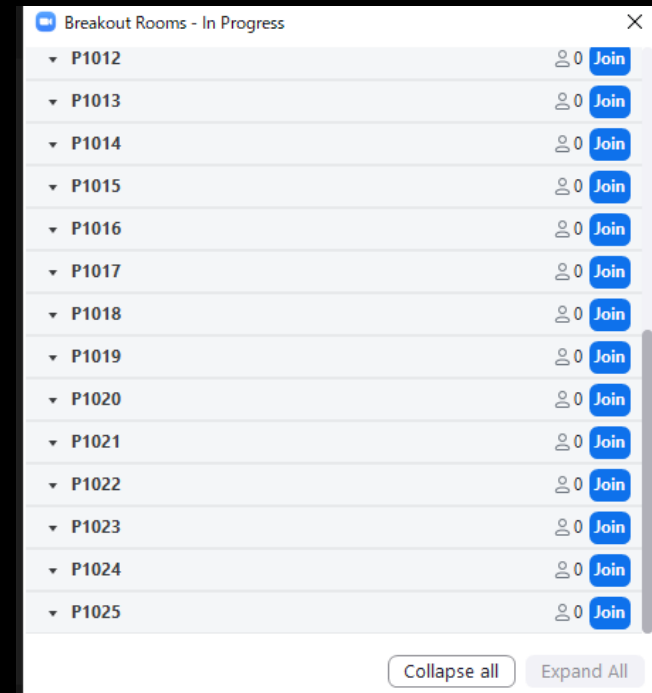 Breakout Rooms - In Progress
P1012 0 Join
P1013 0 Join
P1014 0 Join
P1015 0 Join
P1016 0 Join
P1017 0 Join
P1018 0 Join
P1019 0 Join
P1020 0 Join
P1021 0 Join
P1022 0 Join
P1023 0 Join
P1024 0 Join
P1025 0 Join
Collapse all Expand All